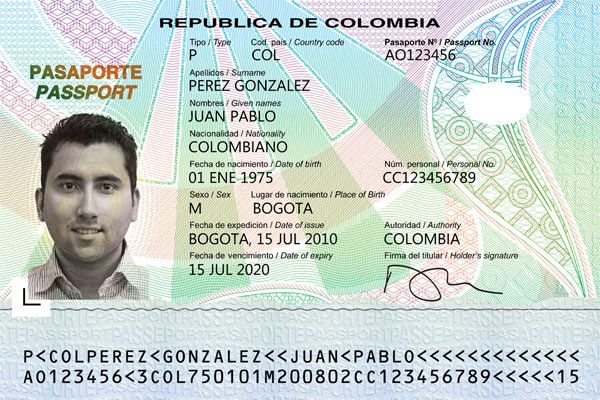 REPUBLICA DE COLOMBIA
Tipo / Type Cod. país / Country code Pasaporte Nº / Passport No.
P COL AO123456
PASAPORTE
PASSPORT
Apellidos / Surname
PEREZ GONZALEZ
Nombres / Given names
JUAN PABLO
Nacionalidad / Nationality
COLOMBIANO
Fecha de nacimiento / Date of birth Núm. personal / Personal No.
01 ENE 1975 CC123456789
Sexo / Sex Lugar de nacimiento / Place of Birth
M BOGOTA
Fecha de expedición / Date of issue Autoridad / Authority
BOGOTA, 15 JUL 2010 COLOMBIA
Fecha de vencimiento / Date of expiry Firma del titular / Holder's signature
15 JUL 2020
P<COLPEREZ<GONZALEZ<<JUAN<PABLO<<<<<<<<<<<<<
AO123456<3COL750101M200802CC123456789<<<<<15